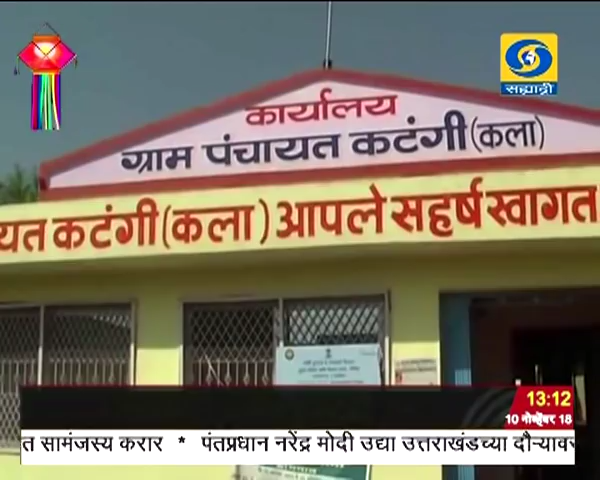 सह्याद्री
कार्यालय
ग्राम पंचायत कटंगी (कला)
यत कटंगी (कला) आपले सहर्ष स्वागत
13:12
10 नोव्हेंबर 18
त सामंजस्य करार * पंतप्रधान नरेंद्र मोदी उद्या उत्तराखंडच्या दौऱ्यावर